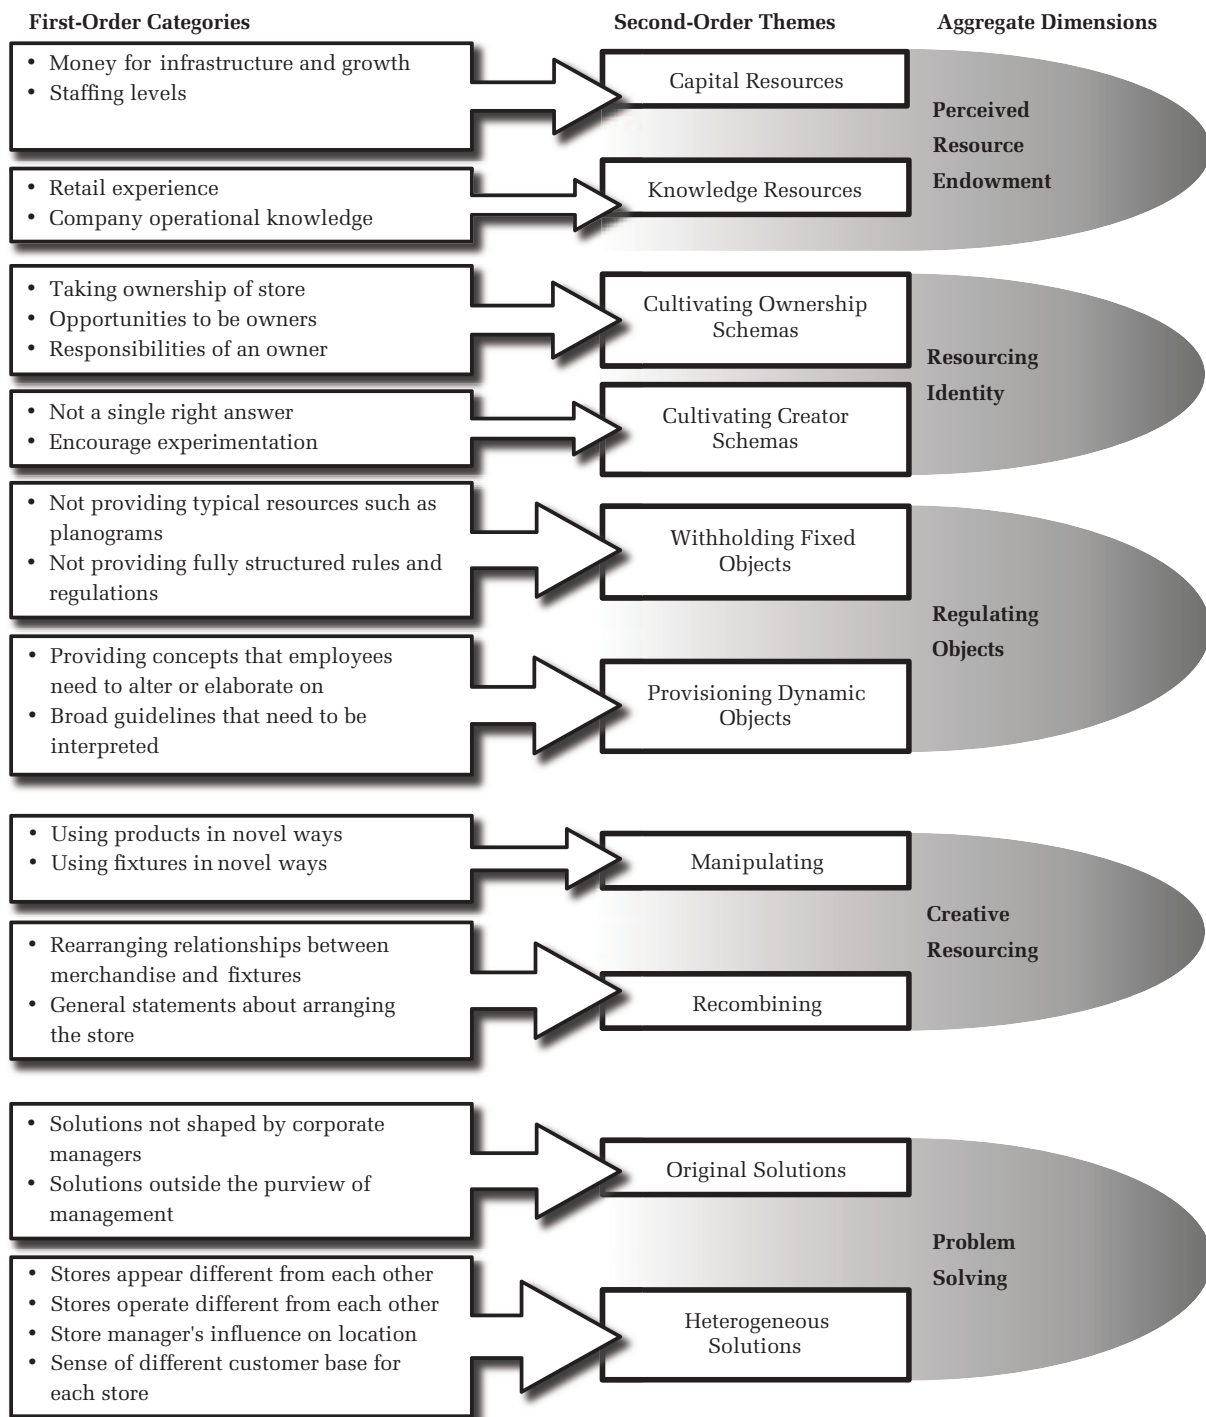 First-Order Categories
Second-Order Themes
Aggregate Dimensions
• Money for infrastructure and growth
• Staffing levels
Capital Resources
Perceived
Resource
Endowment
• Retail experience
• Company operational knowledge
Knowledge Resources
• Taking ownership of store
• Opportunities to be owners
• Responsibilities of an owner
Cultivating Ownership
Schemas
Resourcing
Identity
• Not a single right answer
• Encourage experimentation
Cultivating Creator
Schemas
• Not providing typical resources such as
planograms
• Not providing fully structured rules and
regulations
Withholding Fixed
Objects
Regulating
Objects
• Providing concepts that employees
need to alter or elaborate on
• Broad guidelines that need to be
interpreted
Provisioning Dynamic
Objects
• Using products in novel ways
• Using fixtures in novel ways
Manipulating
Creative
Resourcing
• Rearranging relationships between
merchandise and fixtures
• General statements about arranging
the store
Recombining
• Solutions not shaped by corporate
managers
• Solutions outside the purview of
management
Original Solutions
Problem
Solving
• Stores appear different from each other
• Stores operate different from each other
• Store manager's influence on location
• Sense of different customer base for
each store
Heterogeneous
Solutions